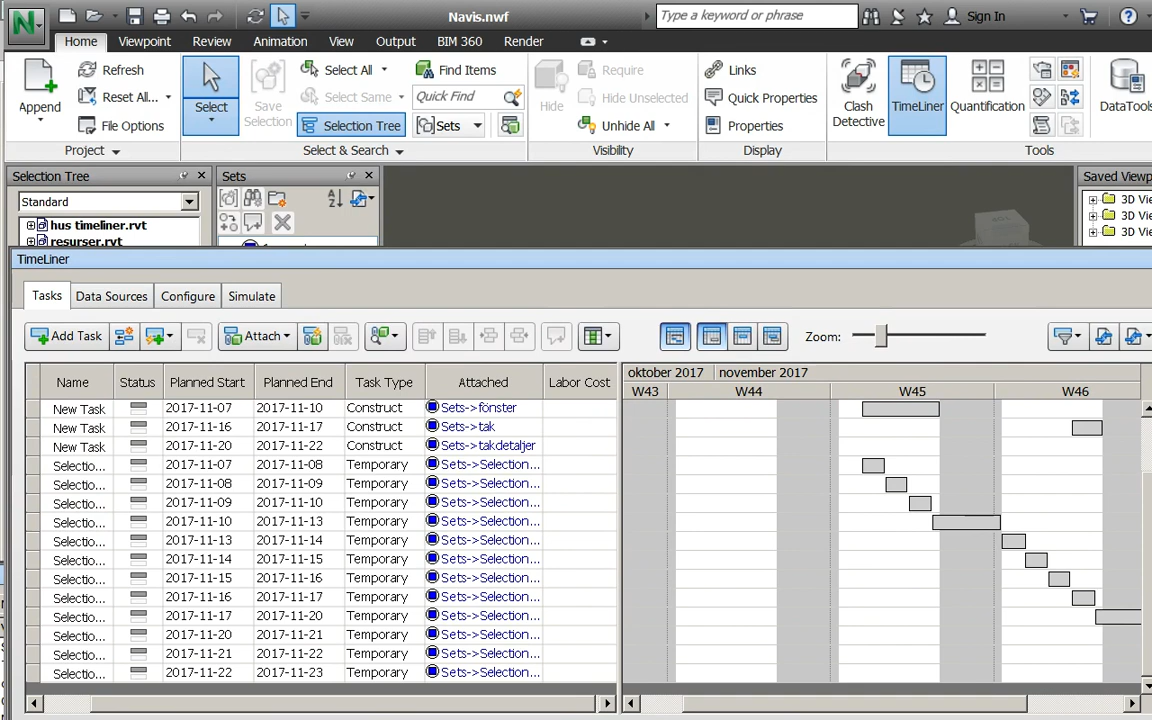 Navis.nwf
Type a keyword or phrase
Sign In
Home Viewpoint Review Animation View Output BIM 360 Render
Append
Refresh
Reset All...
File Options
Project
Select
Save Selection
Select All
Select Same
Selection Tree
Find Items
Quick Find
Sets
Select & Search
Hide
Require
Hide Unselected
Unhide All
Visibility
Links
Quick Properties
Properties
Display
Clash Detective
TimeLiner
Quantification
DataTools
Tools
Selection Tree
Standard
hus timeliner.rvt
resurser.rvt
Sets
Saved Viewp
3D Vie
3D Vie
3D Vie
TimeLiner
Tasks Data Sources Configure Simulate
Add Task
Attach
Zoom:
Name Status Planned Start Planned End Task Type Attached Labor Cost
oktober 2017 november 2017
W43 W44 W45 W46
New Task 2017-11-07 2017-11-10 Construct Sets->fönster
New Task 2017-11-16 2017-11-17 Construct Sets->tak
New Task 2017-11-20 2017-11-22 Construct Sets->takdetaljer
Selectio... 2017-11-07 2017-11-08 Temporary Sets->Selection...
Selectio... 2017-11-08 2017-11-09 Temporary Sets->Selection...
Selectio... 2017-11-09 2017-11-10 Temporary Sets->Selection...
Selectio... 2017-11-10 2017-11-13 Temporary Sets->Selection...
Selectio... 2017-11-13 2017-11-14 Temporary Sets->Selection...
Selectio... 2017-11-14 2017-11-15 Temporary Sets->Selection...
Selectio... 2017-11-15 2017-11-16 Temporary Sets->Selection...
Selectio... 2017-11-16 2017-11-17 Temporary Sets->Selection...
Selectio... 2017-11-17 2017-11-20 Temporary Sets->Selection...
Selectio... 2017-11-20 2017-11-21 Temporary Sets->Selection...
Selectio... 2017-11-21 2017-11-22 Temporary Sets->Selection...
Selectio... 2017-11-22 2017-11-23 Temporary Sets->Selection...